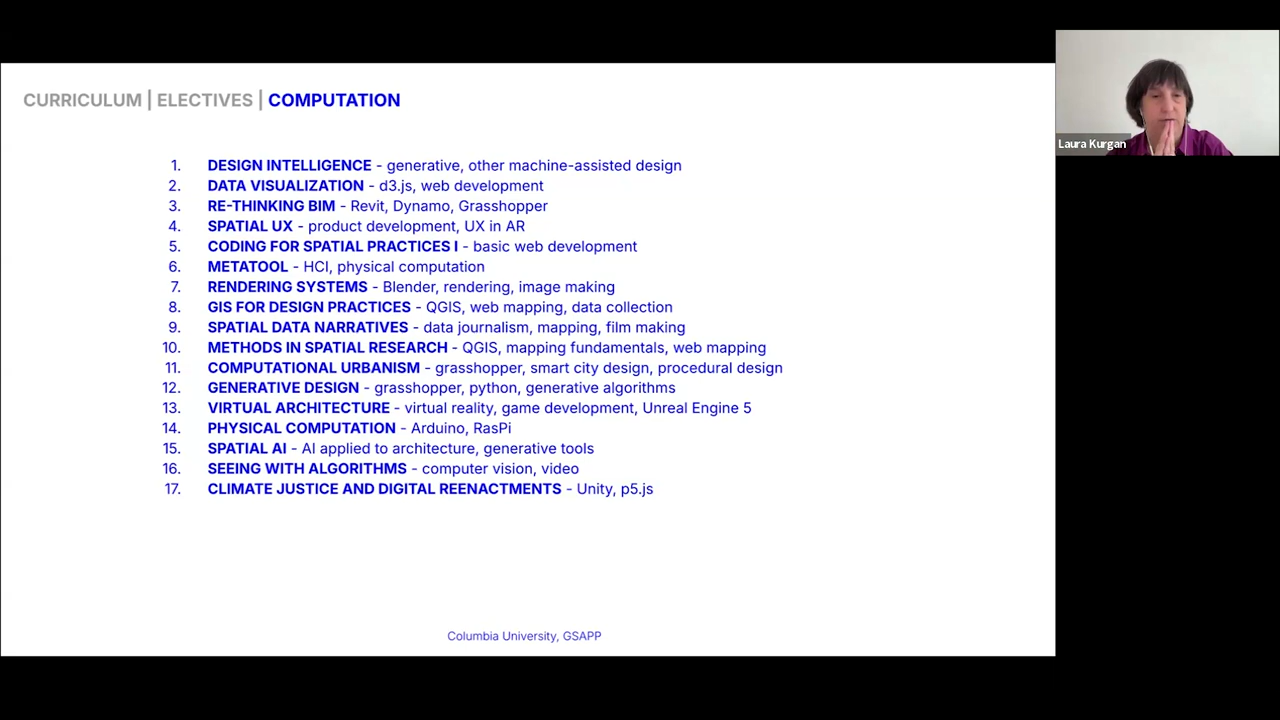 CURRICULUM | ELECTIVES | COMPUTATION
1. DESIGN INTELLIGENCE - generative, other machine-assisted design
2. DATA VISUALIZATION - d3.js, web development
3. RE-THINKING BIM - Revit, Dynamo, Grasshopper
4. SPATIAL UX - product development, UX in AR
5. CODING FOR SPATIAL PRACTICES I - basic web development
6. METATOOL - HCI, physical computation
7. RENDERING SYSTEMS - Blender, rendering, image making
8. GIS FOR DESIGN PRACTICES - QGIS, web mapping, data collection
9. SPATIAL DATA NARRATIVES - data journalism, mapping, film making
10. METHODS IN SPATIAL RESEARCH - QGIS, mapping fundamentals, web mapping
11. COMPUTATIONAL URBANISM - grasshopper, smart city design, procedural design
12. GENERATIVE DESIGN - grasshopper, python, generative algorithms
13. VIRTUAL ARCHITECTURE - virtual reality, game development, Unreal Engine 5
14. PHYSICAL COMPUTATION - Arduino, RasPi
15. SPATIAL AI - AI applied to architecture, generative tools
16. SEEING WITH ALGORITHMS - computer vision, video
17. CLIMATE JUSTICE AND DIGITAL REENACTMENTS - Unity, p5.js
Columbia University, GSAPP
Laura Kurgan